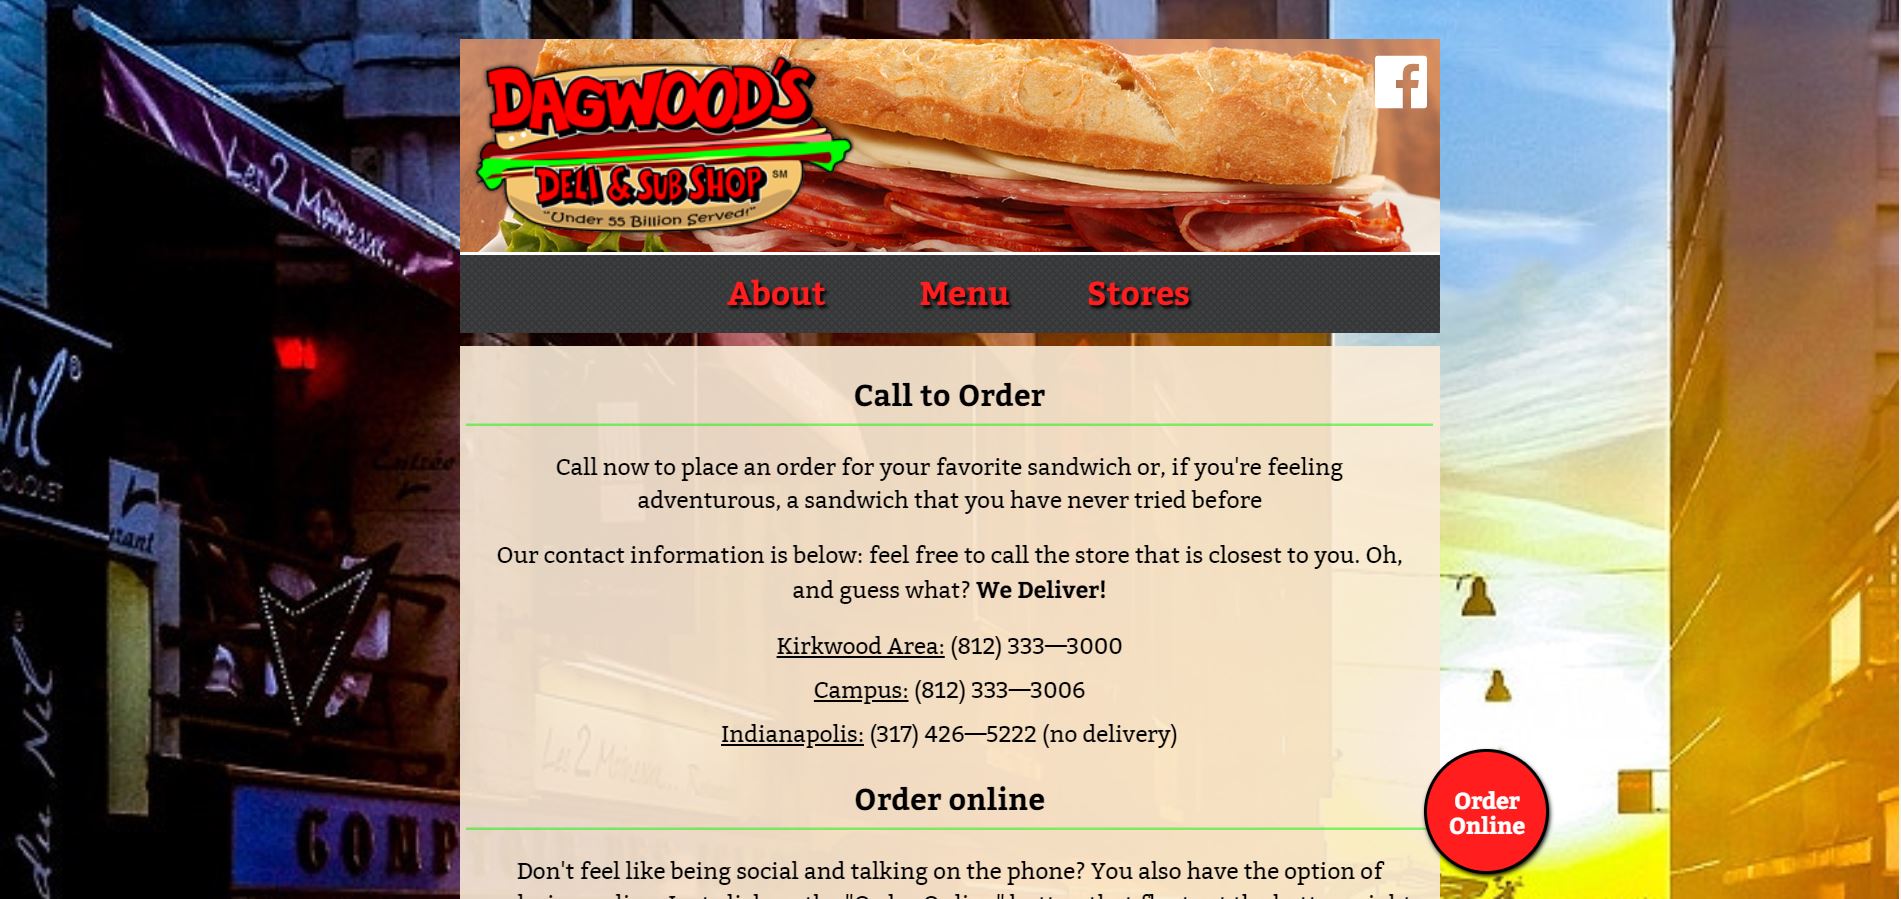 DAGWOOD'S
DELI & SUB SHOP SM
"Under 55 Billion Served!"
About Menu Stores
Call to Order
Call now to place an order for your favorite sandwich or, if you're feeling
adventurous, a sandwich that you have never tried before
Our contact information is below: feel free to call the store that is closest to you. Oh,
and guess what? We Deliver!
Kirkwood Area: (812) 333—3000
Campus: (812) 333—3006
Indianapolis: (317) 426—5222 (no delivery)
Order online
Order
Online
Don't feel like being social and talking on the phone? You also have the option of
Les 2
du Nil